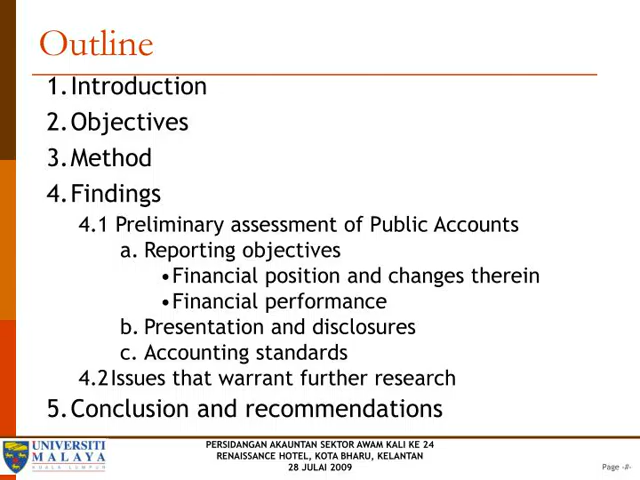 Outline
1. Introduction
2. Objectives
3. Method
4. Findings
4.1 Preliminary assessment of Public Accounts
a. Reporting objectives
•Financial position and changes therein
•Financial performance
b. Presentation and disclosures
c. Accounting standards
4.2 Issues that warrant further research
5. Conclusion and recommendations
UNIVERSITI
MALAYA
KUALA LUMPUR
PERSIDANGAN AKAUNTAN SEKTOR AWAM KALI KE 24
RENAISSANCE HOTEL, KOTA BHARU, KELANTAN
28 JULAI 2009
Page -#-